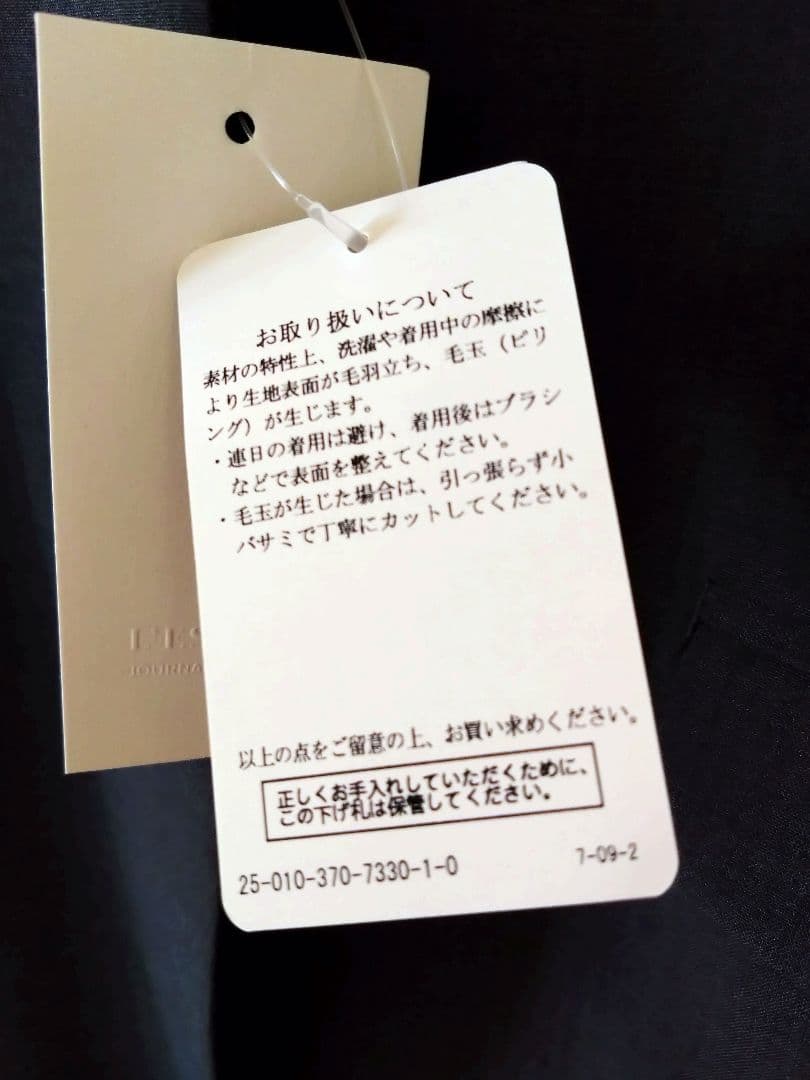 お取り扱いについて
素材の特性上、洗濯や着用中の摩擦に
より生地表面が毛羽立ち、毛玉（ピリ
ング）が生じます。
・連日の着用は避け、着用後はブラシ
などで表面を整えてください。
・毛玉が生じた場合は、引っ張らず小
バサミで丁寧にカットしてください。
以上の点をご留意の上、お買い求めください。
正しくお手入れしていただくために、
この下げ札は保管してください。
25-010-370-7330-1-0
7-09-2
L'ES
JOURNA